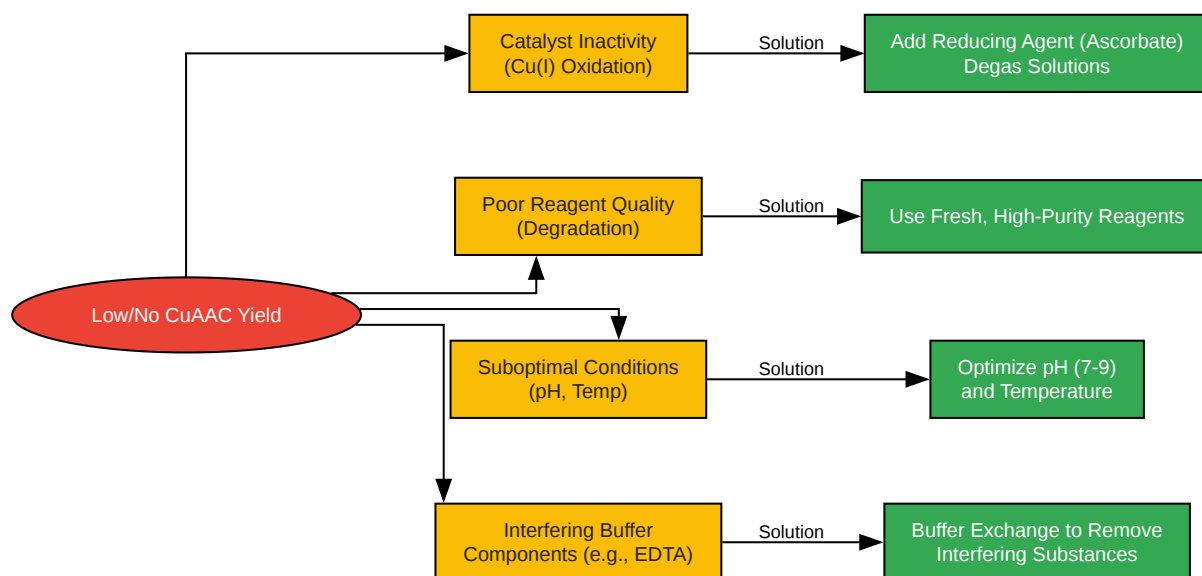 Catalyst Inactivity
(Cu(I) Oxidation)
Solution
Add Reducing Agent (Ascorbate)
Degas Solutions
Poor Reagent Quality
(Degradation)
Solution
Use Fresh, High-Purity Reagents
Low/No CuAAC Yield
Suboptimal Conditions
(pH, Temp)
Solution
Optimize pH (7-9)
and Temperature
Interfering Buffer
Components (e.g., EDTA)
Solution
Buffer Exchange to Remove
Interfering Substances